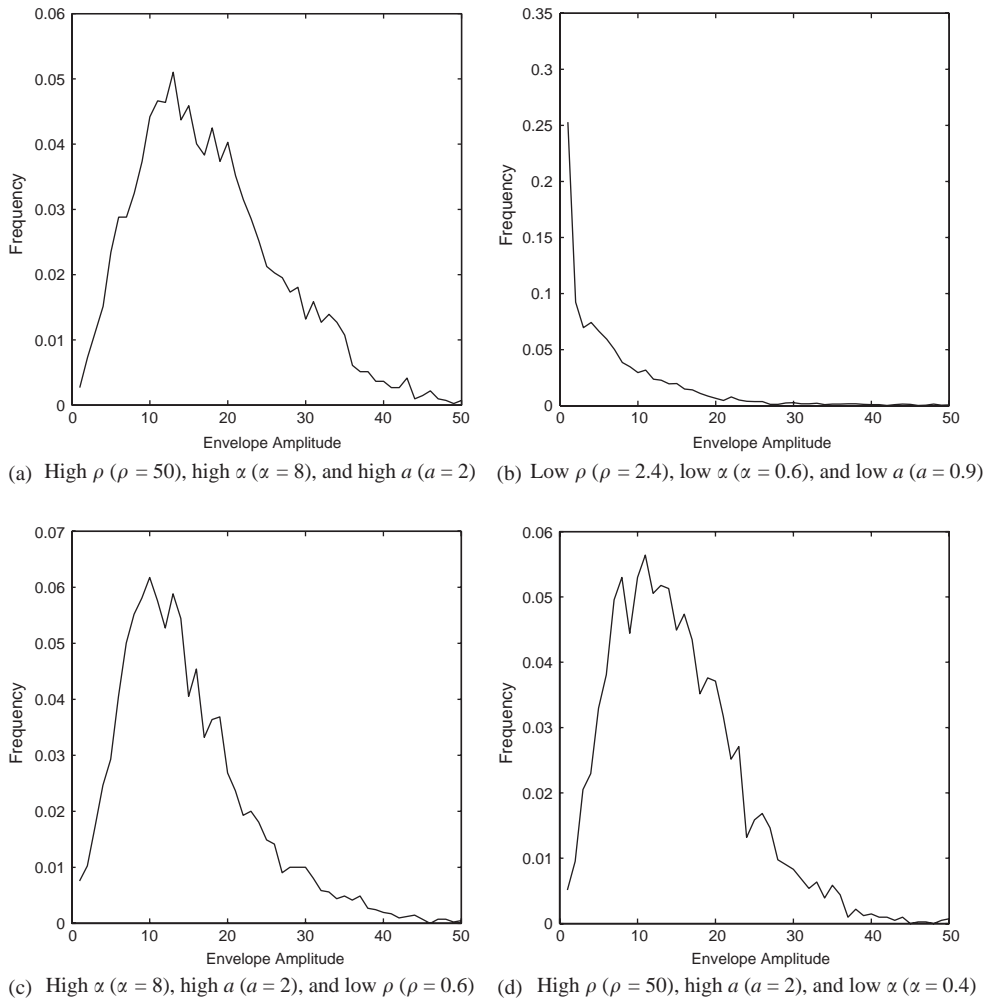 0.06
0.05
0.04
0.03
0.02
0.01
0
0 10 20 30 40 50
Frequency
Envelope Amplitude
(a) High ρ (ρ = 50), high α (α = 8), and high a (a = 2)
0.35
0.3
0.25
0.2
0.15
0.1
0.05
0
0 10 20 30 40 50
Frequency
Envelope Amplitude
(b) Low ρ (ρ = 2.4), low α (α = 0.6), and low a (a = 0.9)
0.07
0.06
0.05
0.04
0.03
0.02
0.01
0
0 10 20 30 40 50
Frequency
Envelope Amplitude
(c) High α (α = 8), high a (a = 2), and low ρ (ρ = 0.6)
0.06
0.05
0.04
0.03
0.02
0.01
0
0 10 20 30 40 50
Frequency
Envelope Amplitude
(d) High ρ (ρ = 50), high a (a = 2), and low α (α = 0.4)